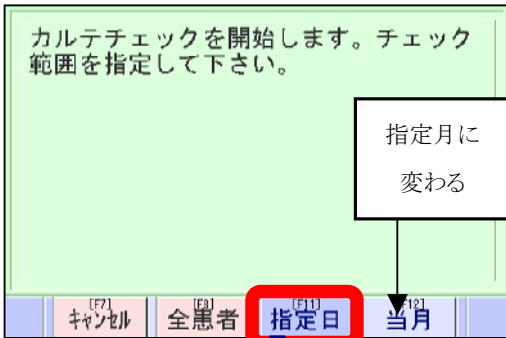 カルテチェックを開始します。チェック
範囲を指定して下さい。
指定月に
変わる
[F7] [F8] [F11] [F12]
ｷｬﾝｾﾙ 全患者 指定日 当月